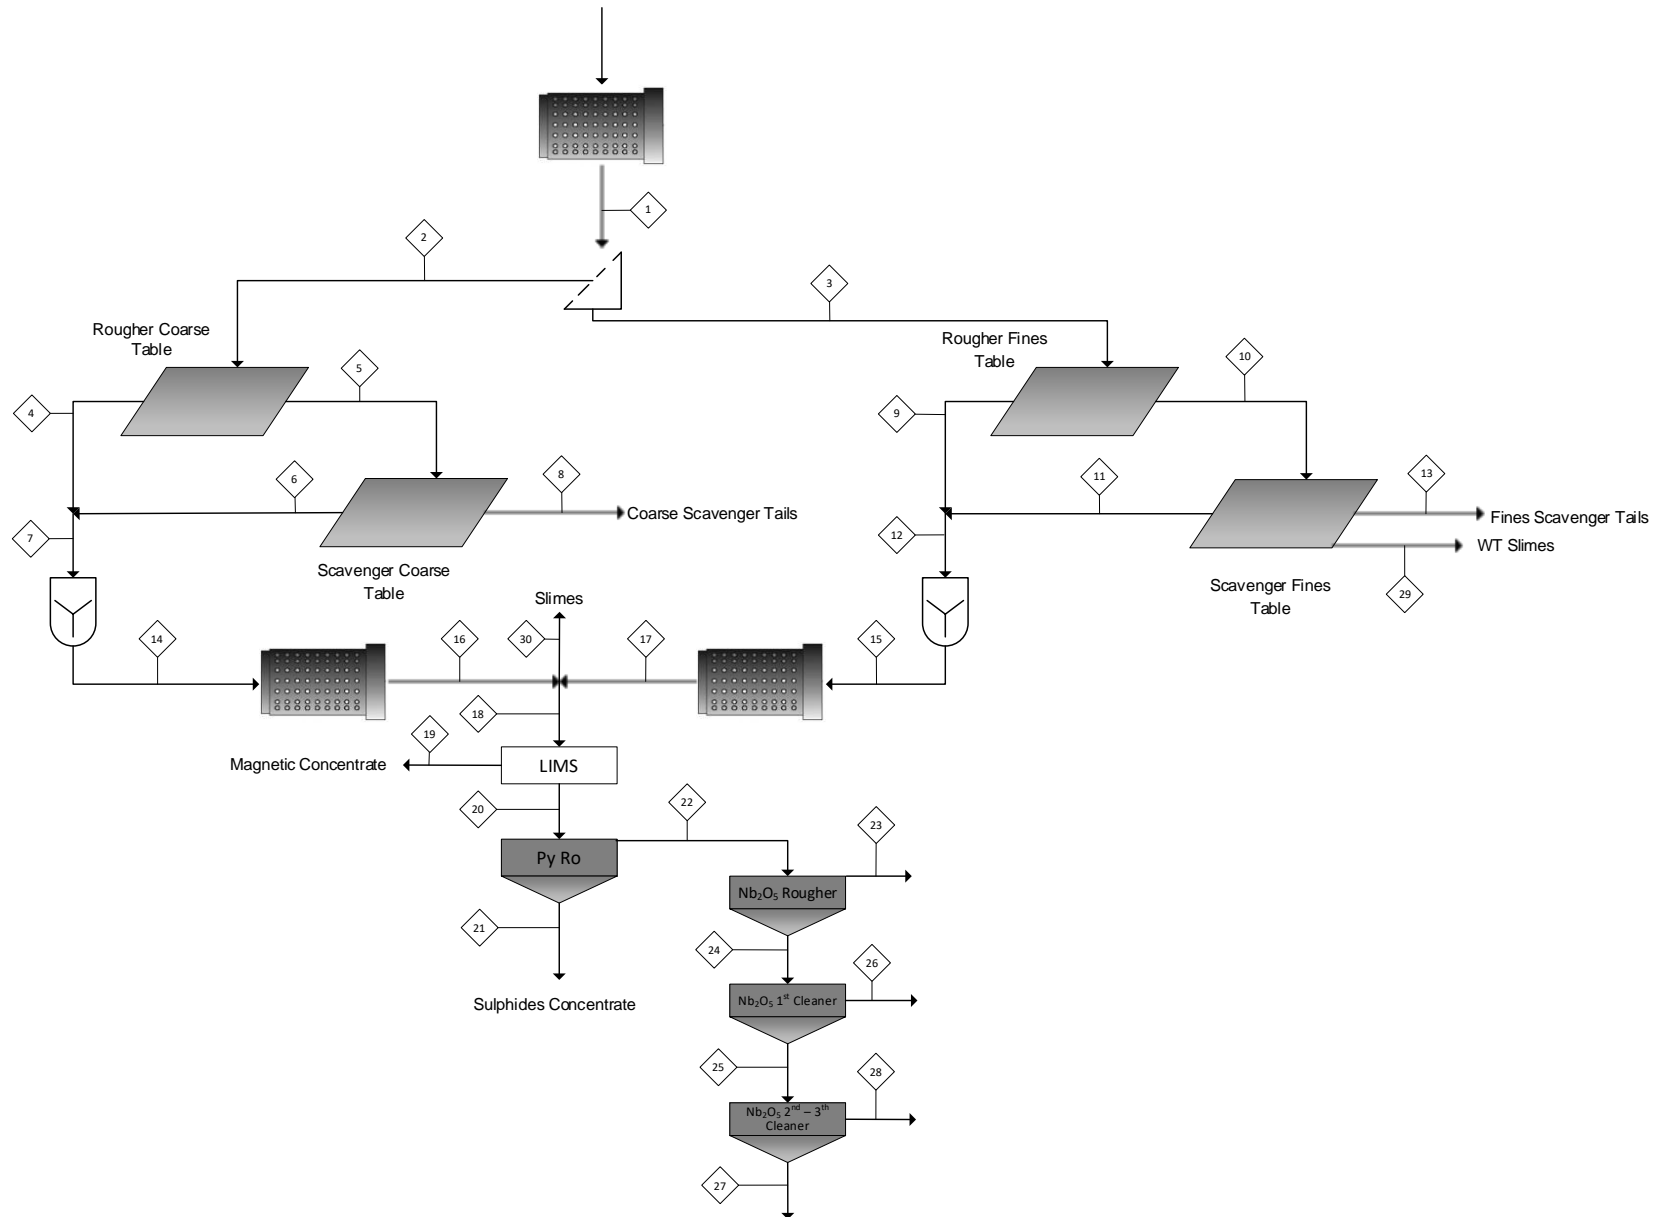 1
2
3
Rougher Coarse
Table
Rougher Fines
Table
5
10
4
9
6
8
11
13
Coarse Scavenger Tails
Fines Scavenger Tails
7
12
WT Slimes
Scavenger Coarse
Table
Scavenger Fines
Table
29
Slimes
14
16
30
17
15
18
19
Magnetic Concentrate
LIMS
20
22
23
Py Ro
Nb₂O₅ Rougher
21
24
26
Sulphides Concentrate
Nb₂O₅ 1ˢᵗ Cleaner
25
28
Nb₂O₅ 2ⁿᵈ – 3ᵗʰ
Cleaner
27